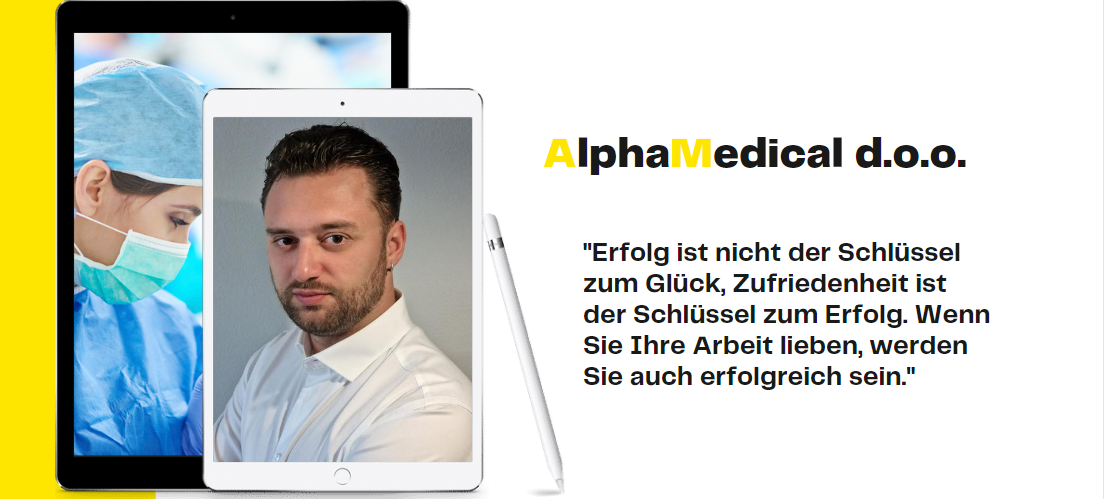 AlphaMedical d.o.o.
"Erfolg ist nicht der Schlüssel
zum Glück, Zufriedenheit ist
der Schlüssel zum Erfolg. Wenn
Sie Ihre Arbeit lieben, werden
Sie auch erfolgreich sein."